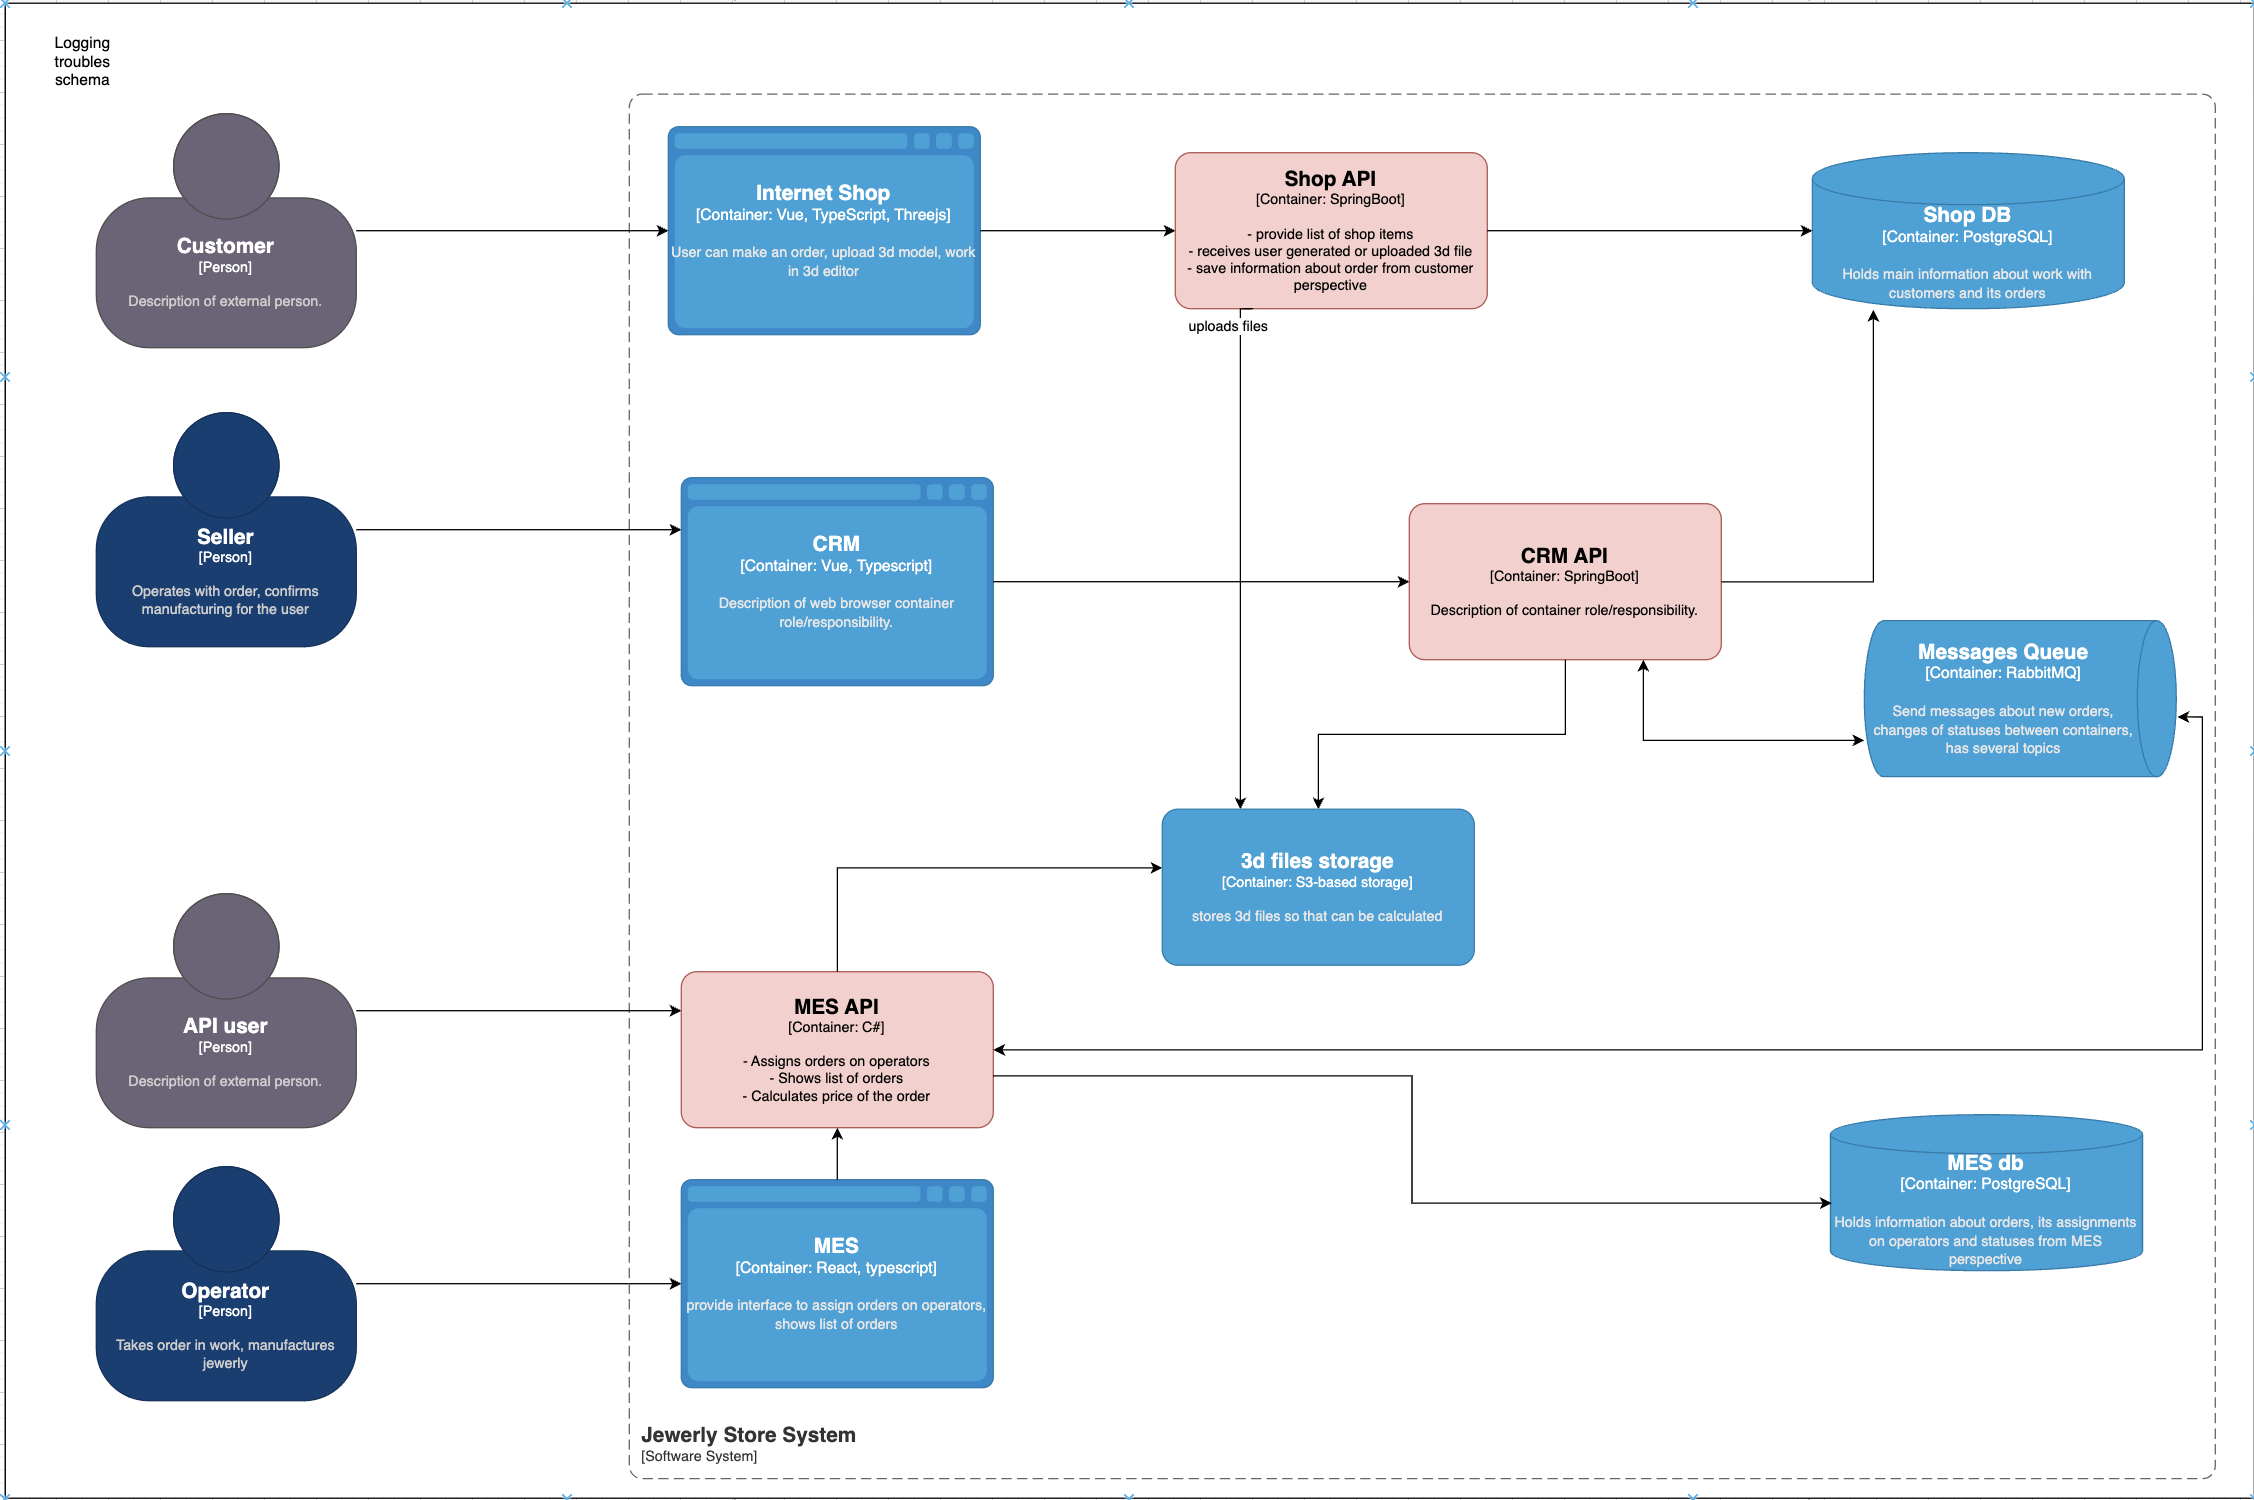 Logging
troubles
schema
Customer
[Person]
Description of external person.
Internet Shop
[Container: Vue, TypeScript, Threejs]
User can make an order, upload 3d model, work
in 3d editor
Shop API
[Container: SpringBoot]
- provide list of shop items
- receives user generated or uploaded 3d file
- save information about order from customer
perspective
uploads files
Shop DB
[Container: PostgreSQL]
Holds main information about work with
customers and its orders
Seller
[Person]
Operates with order, confirms
manufacturing for the user
CRM
[Container: Vue, Typescript]
Description of web browser container
role/responsibility.
CRM API
[Container: SpringBoot]
Description of container role/responsibility.
Messages Queue
[Container: RabbitMQ]
Send messages about new orders,
changes of statuses between containers,
has several topics
3d files storage
[Container: S3-based storage]
stores 3d files so that can be calculated
API user
[Person]
Description of external person.
MES API
[Container: C#]
- Assigns orders on operators
- Shows list of orders
- Calculates price of the order
MES db
[Container: PostgreSQL]
Holds information about orders, its assignments
on operators and statuses from MES
perspective
Operator
[Person]
Takes order in work, manufactures
jewerly
MES
[Container: React, typescript]
provide interface to assign orders on operators,
shows list of orders
Jewerly Store System
[Software System]